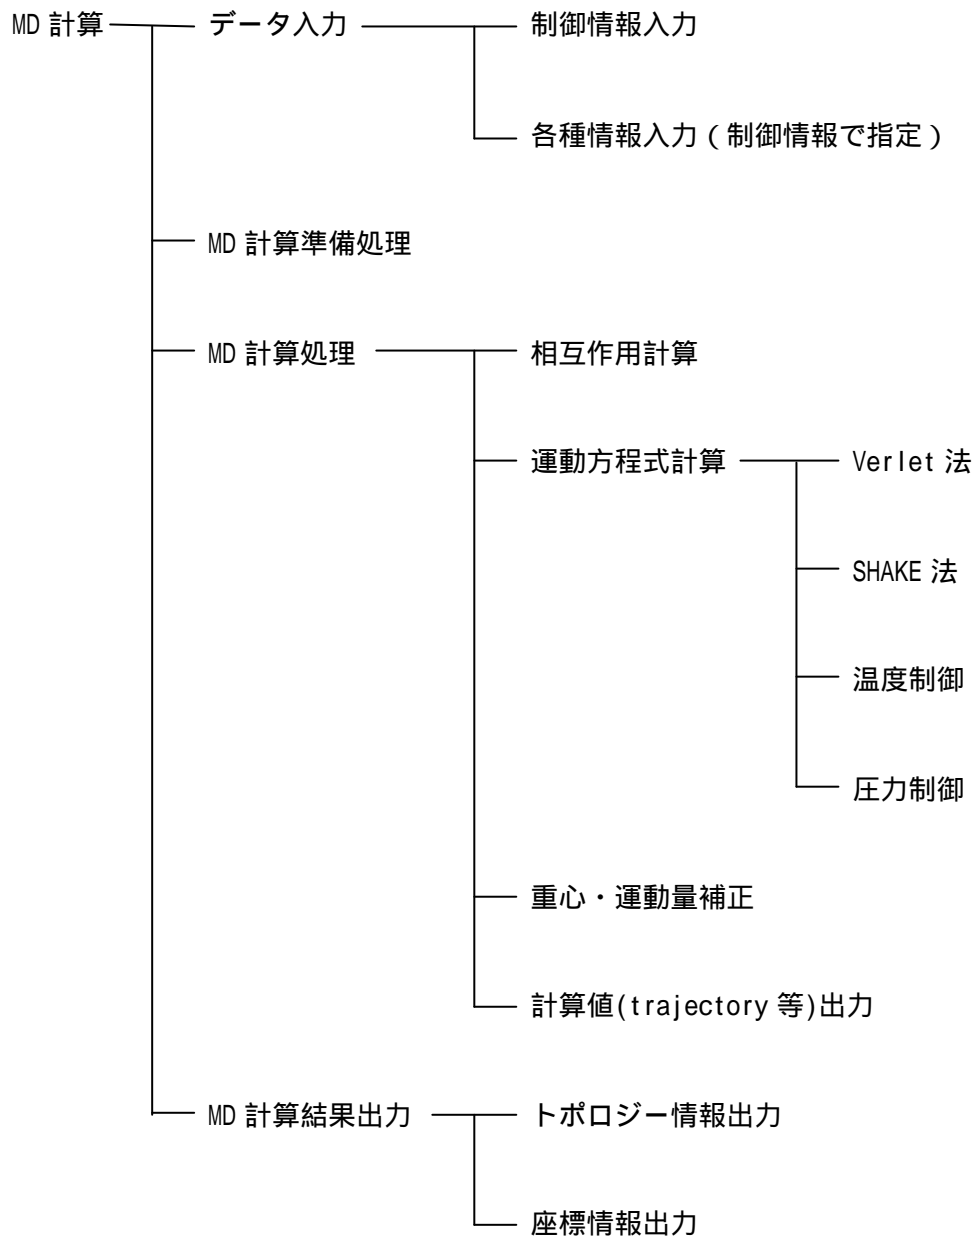 MD 計算 データ入力 制御情報入力
各種情報入力（制御情報で指定）
MD 計算準備処理
MD 計算処理 相互作用計算
運動方程式計算 Verlet 法
SHAKE 法
温度制御
圧力制御
重心・運動量補正
計算値(trajectory 等)出力
MD 計算結果出力 トポロジー情報出力
座標情報出力